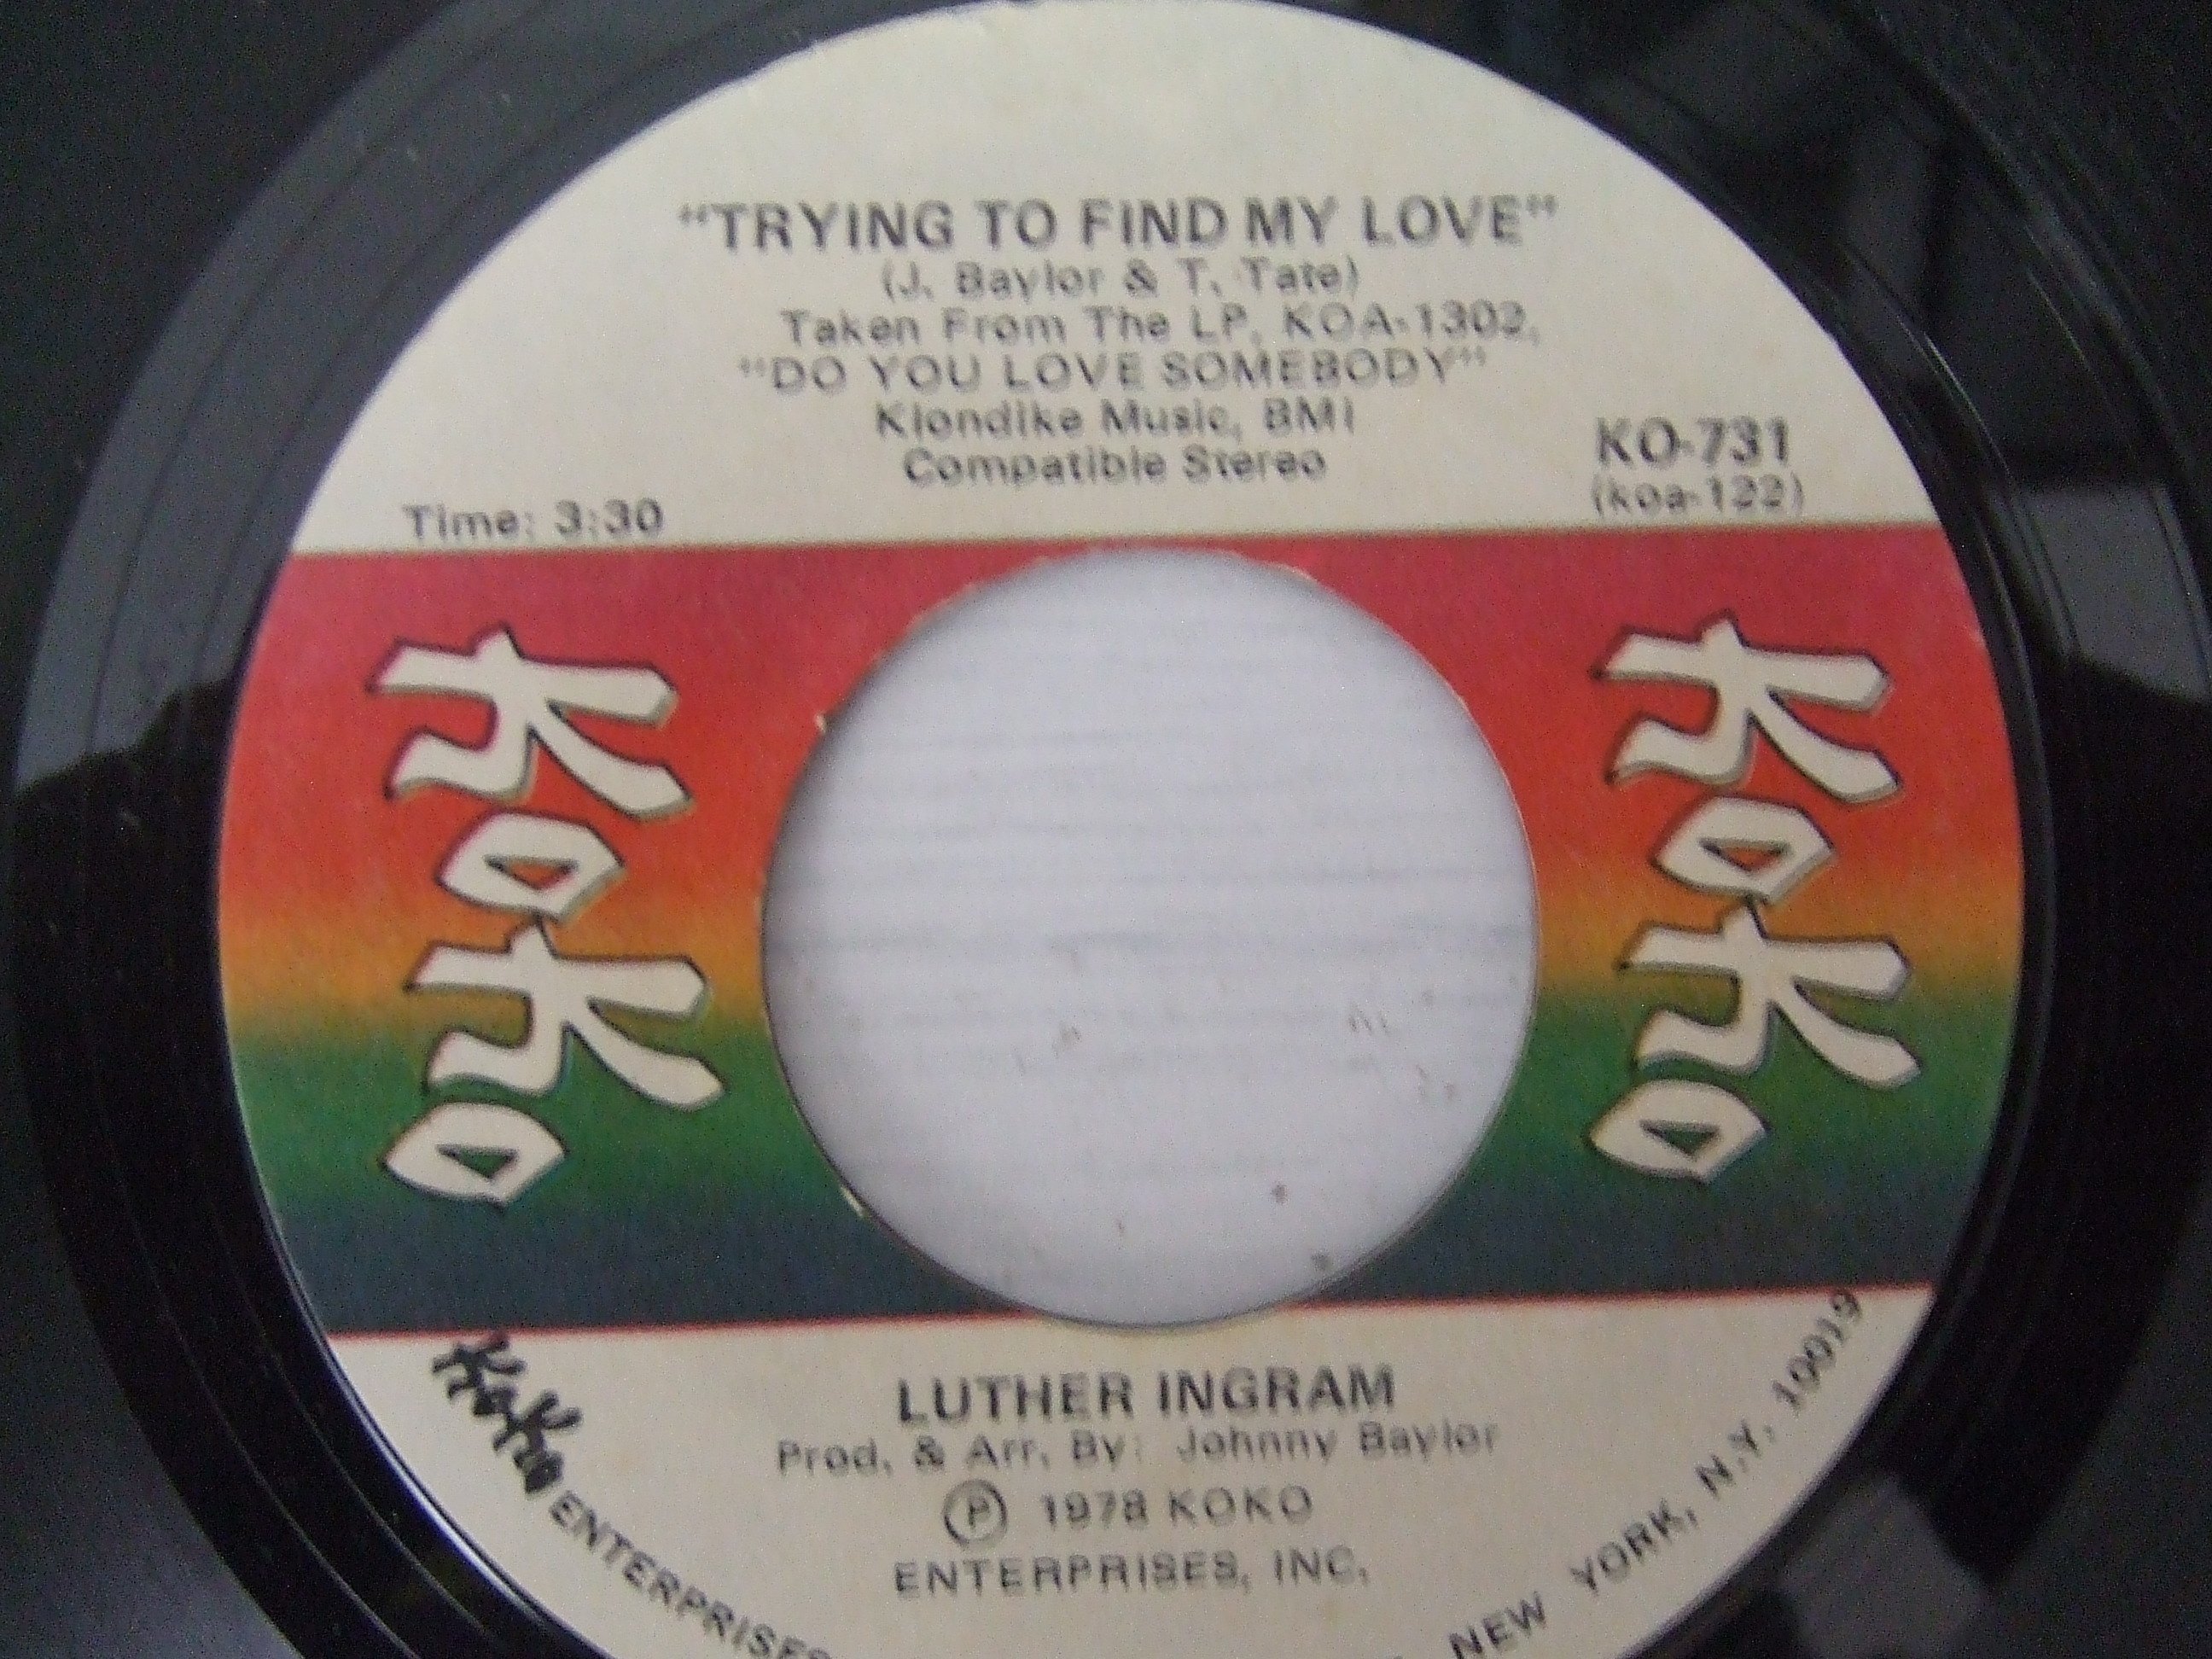 "TRYING TO FIND MY LOVE"
(J. Baylor & T. Tate)
Taken From The LP, KOA-1302,
"DO YOU LOVE SOMEBODY"
Klondike Music, BMI
Compatible Stereo
KO-731
(koa-122)
Time: 3:30
KoKo
KoKo
LUTHER INGRAM
Prod. & Arr. By: Johnny Baylor
Ⓟ 1978 KOKO
ENTERPRISES, INC.
KoKo ENTERPRISES
NEW YORK, N.Y. 10019